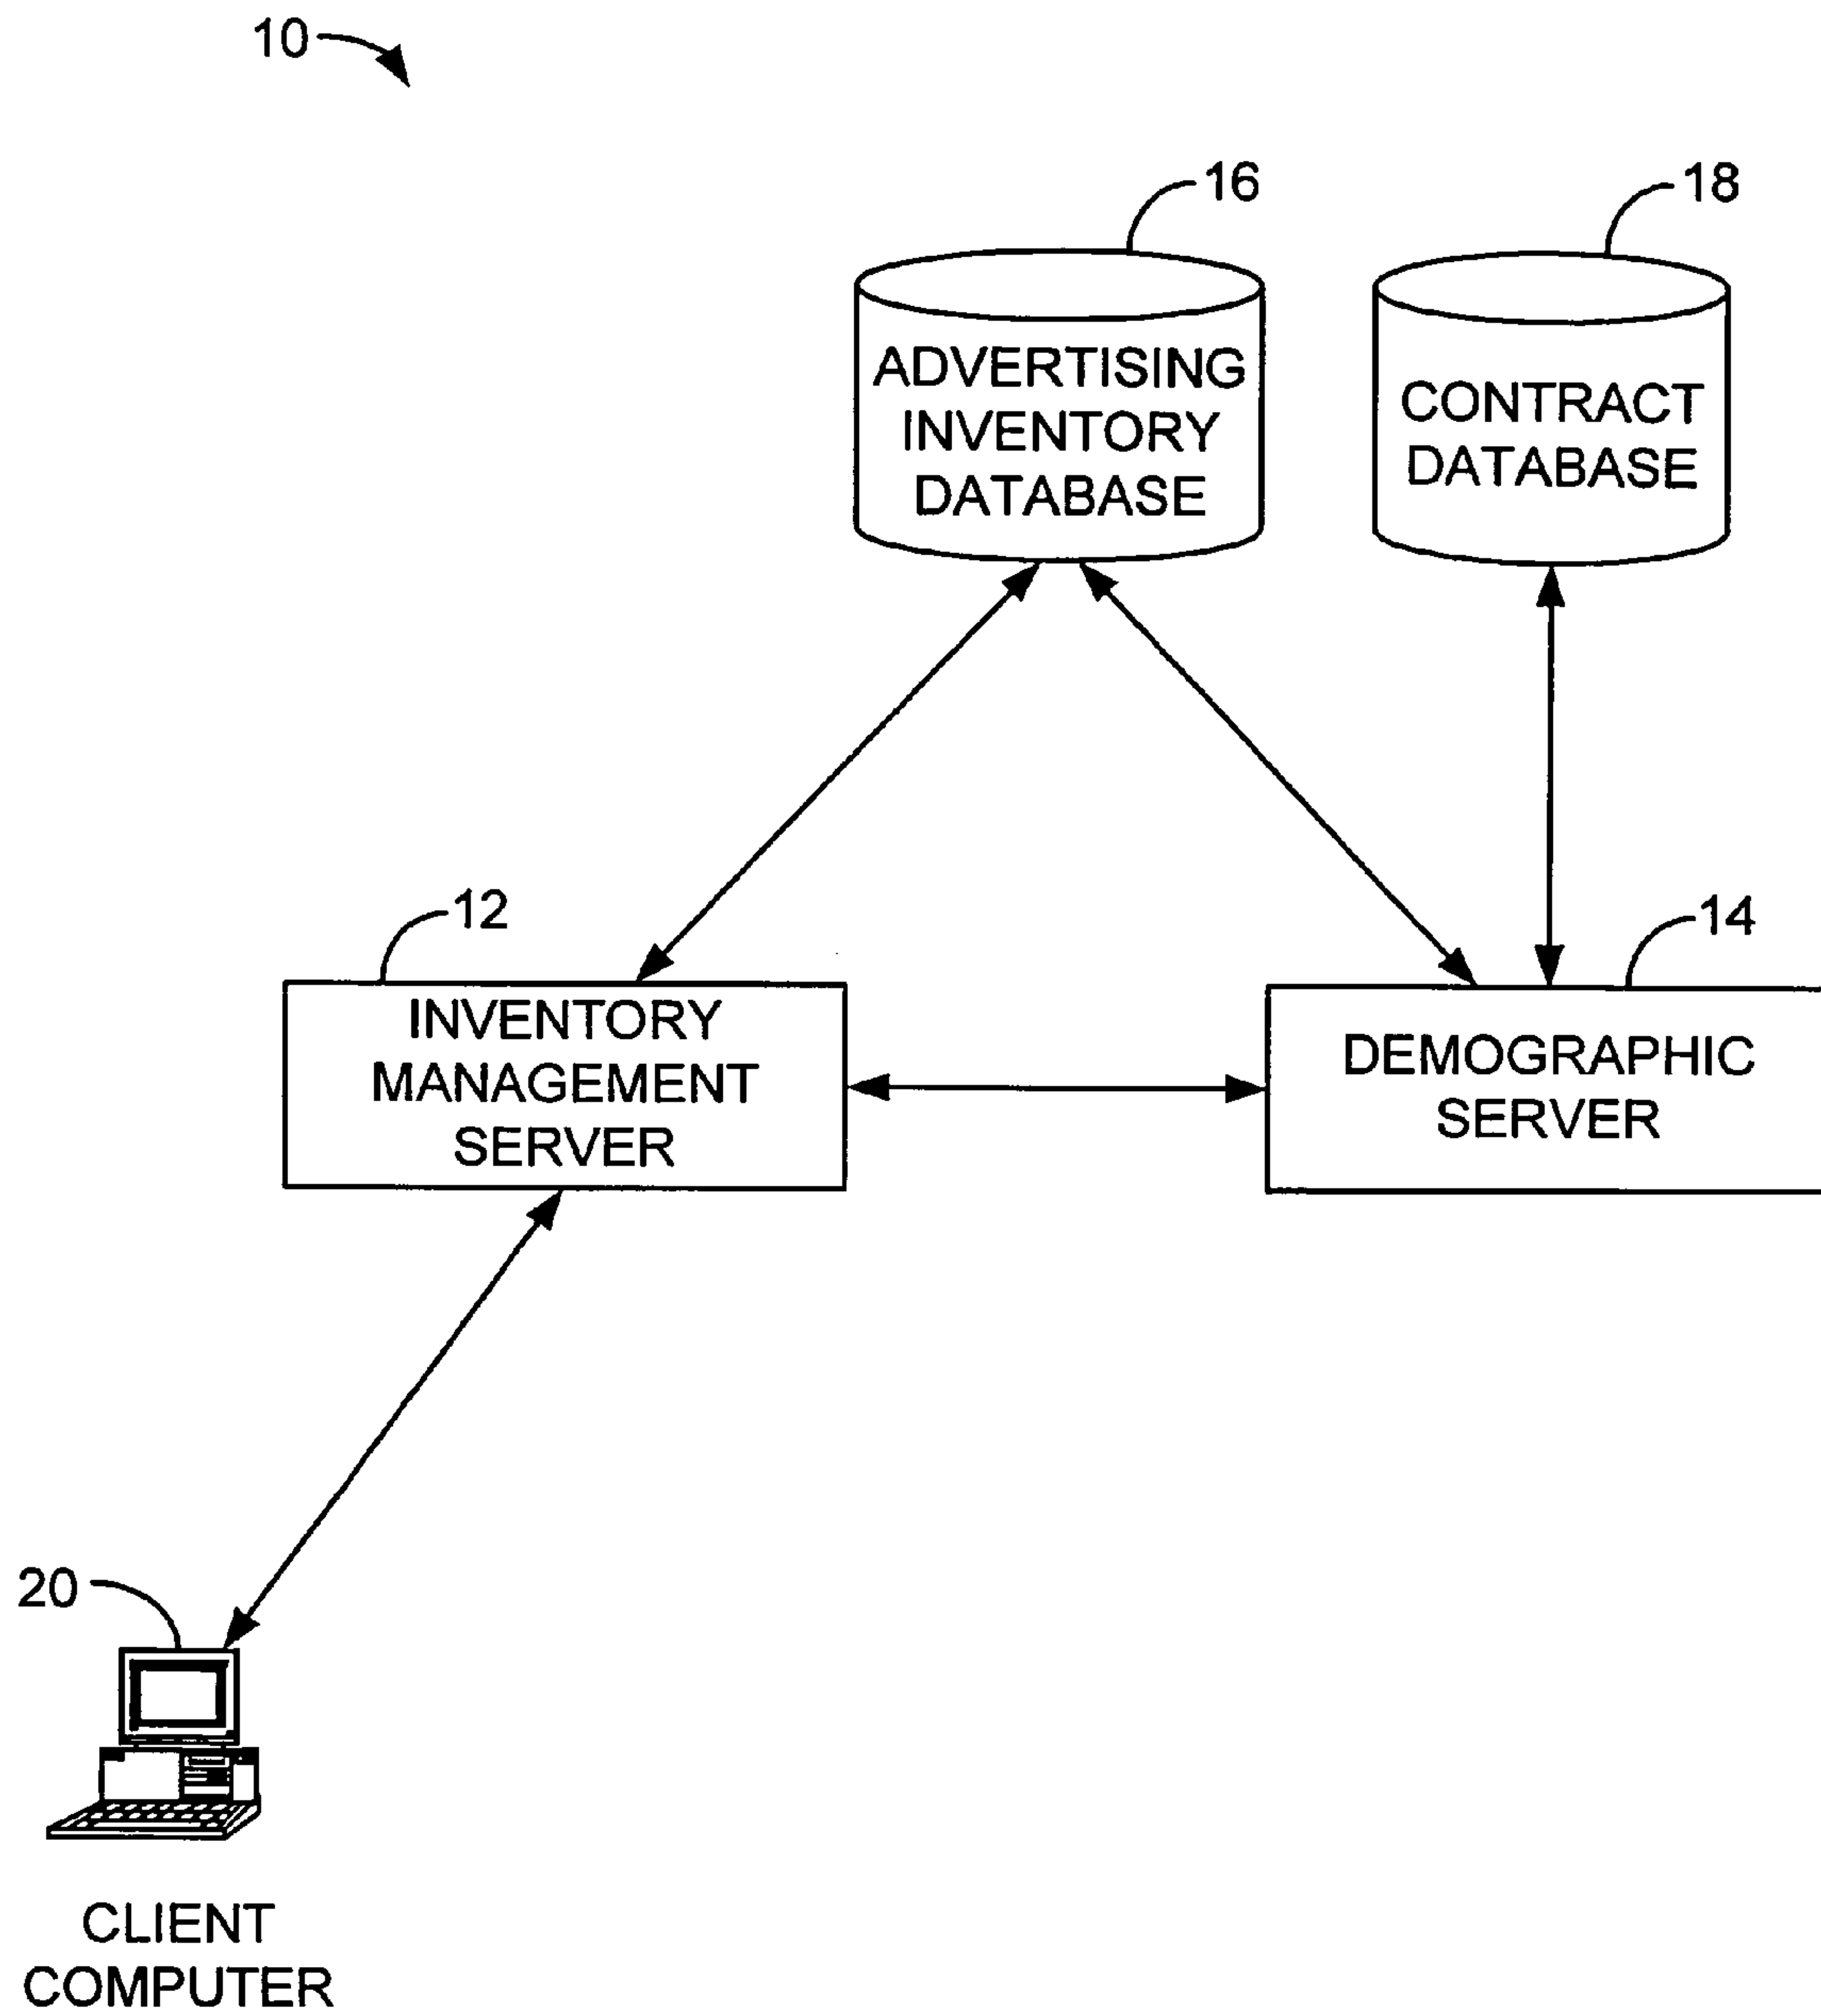 10
16
18
ADVERTISING
INVENTORY
DATABASE
CONTRACT
DATABASE
12
14
INVENTORY
MANAGEMENT
SERVER
DEMOGRAPHIC
SERVER
20
CLIENT
COMPUTER